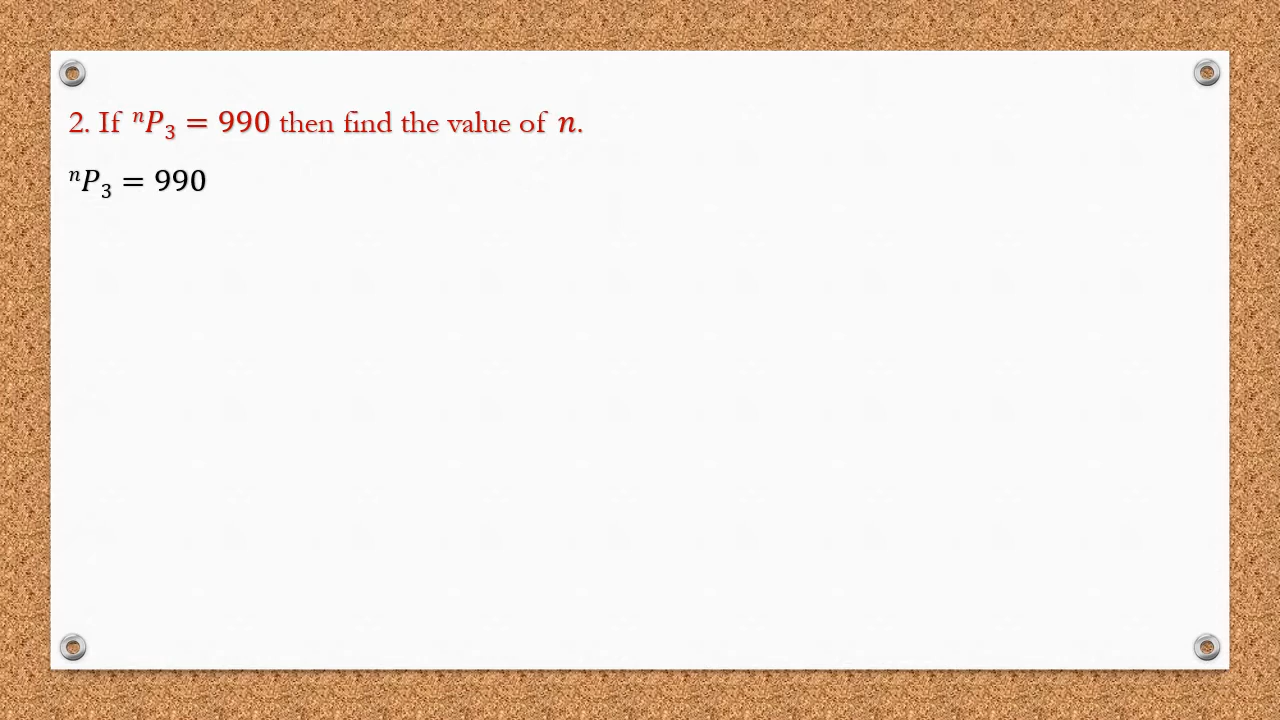 2. If ⁿP₃ = 990 then find the value of n.
ⁿP₃ = 990